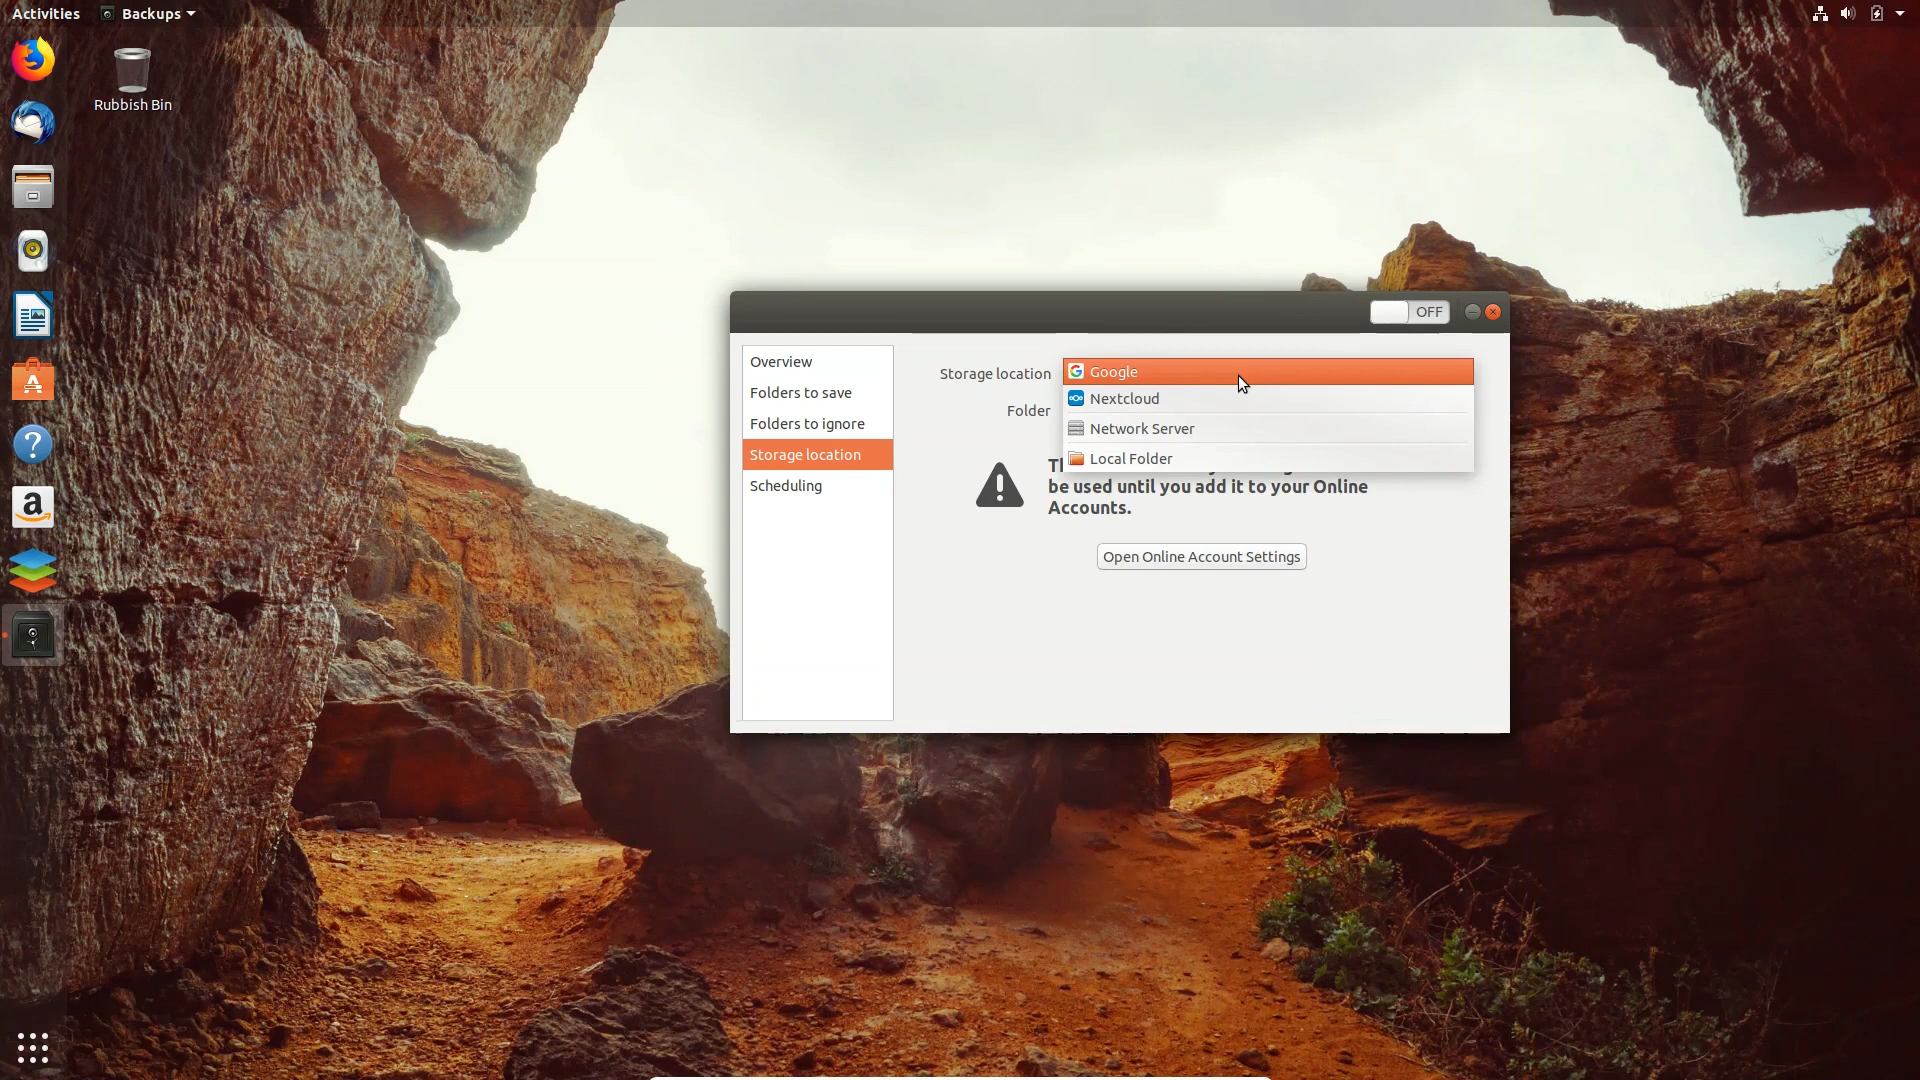 Activities
Backups
Rubbish Bin
OFF
Overview
Folders to save
Folders to ignore
Storage location
Scheduling
Storage location
Google
Nextcloud
Folder
Network Server
Local Folder
be used until you add it to your Online
Accounts.
Open Online Account Settings